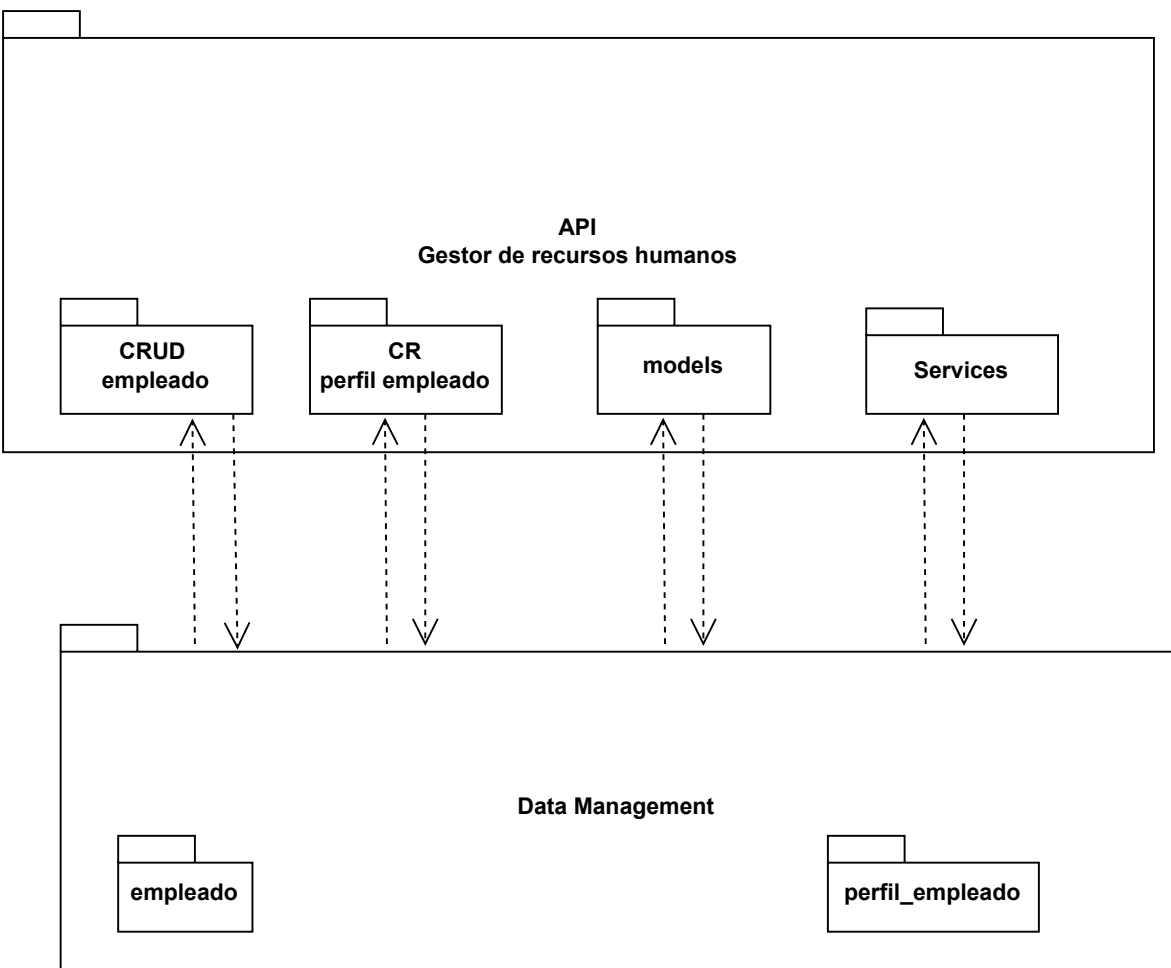 API
Gestor de recursos humanos
CRUD
empleado
CR
perfil empleado
models
Services
Data Management
empleado
perfil_empleado